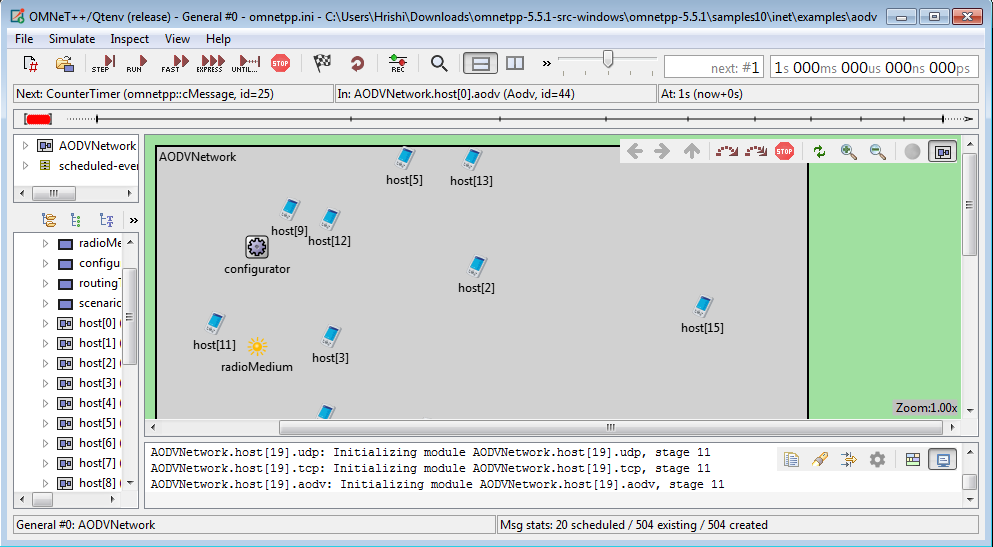 OMNeT++/Qtenv (release) - General #0 - omnetpp.ini - C:\Users\Hrishi\Downloads\omnetpp-5.5.1-src-windows\omnetpp-5.5.1\samples10\inet\examples\aodv
File Simulate Inspect View Help
STEP RUN FAST EXPRESS UNTIL... STOP REC » next: #1 1s 000ms 000us 000ns 000ps
Next: CounterTimer (omnetpp::cMessage, id=25) In: AODVNetwork.host[0].aodv (Aodv, id=44) At: 1s (now+0s)
AODVNetwork
scheduled-ever
»
radioMe
configu
routingT
scenaric
host[0] (
host[1] (
host[2] (
host[3] (
host[4] (
host[5] (
host[6] (
host[7] (
host[8] (
AODVNetwork
STOP
host[5]
host[13]
host[9]
host[12]
configurator
host[2]
host[15]
host[11]
host[3]
radioMedium
Zoom:1.00x
AODVNetwork.host[19].udp: Initializing module AODVNetwork.host[19].udp, stage 11
AODVNetwork.host[19].tcp: Initializing module AODVNetwork.host[19].tcp, stage 11
AODVNetwork.host[19].aodv: Initializing module AODVNetwork.host[19].aodv, stage 11
General #0: AODVNetwork Msg stats: 20 scheduled / 504 existing / 504 created